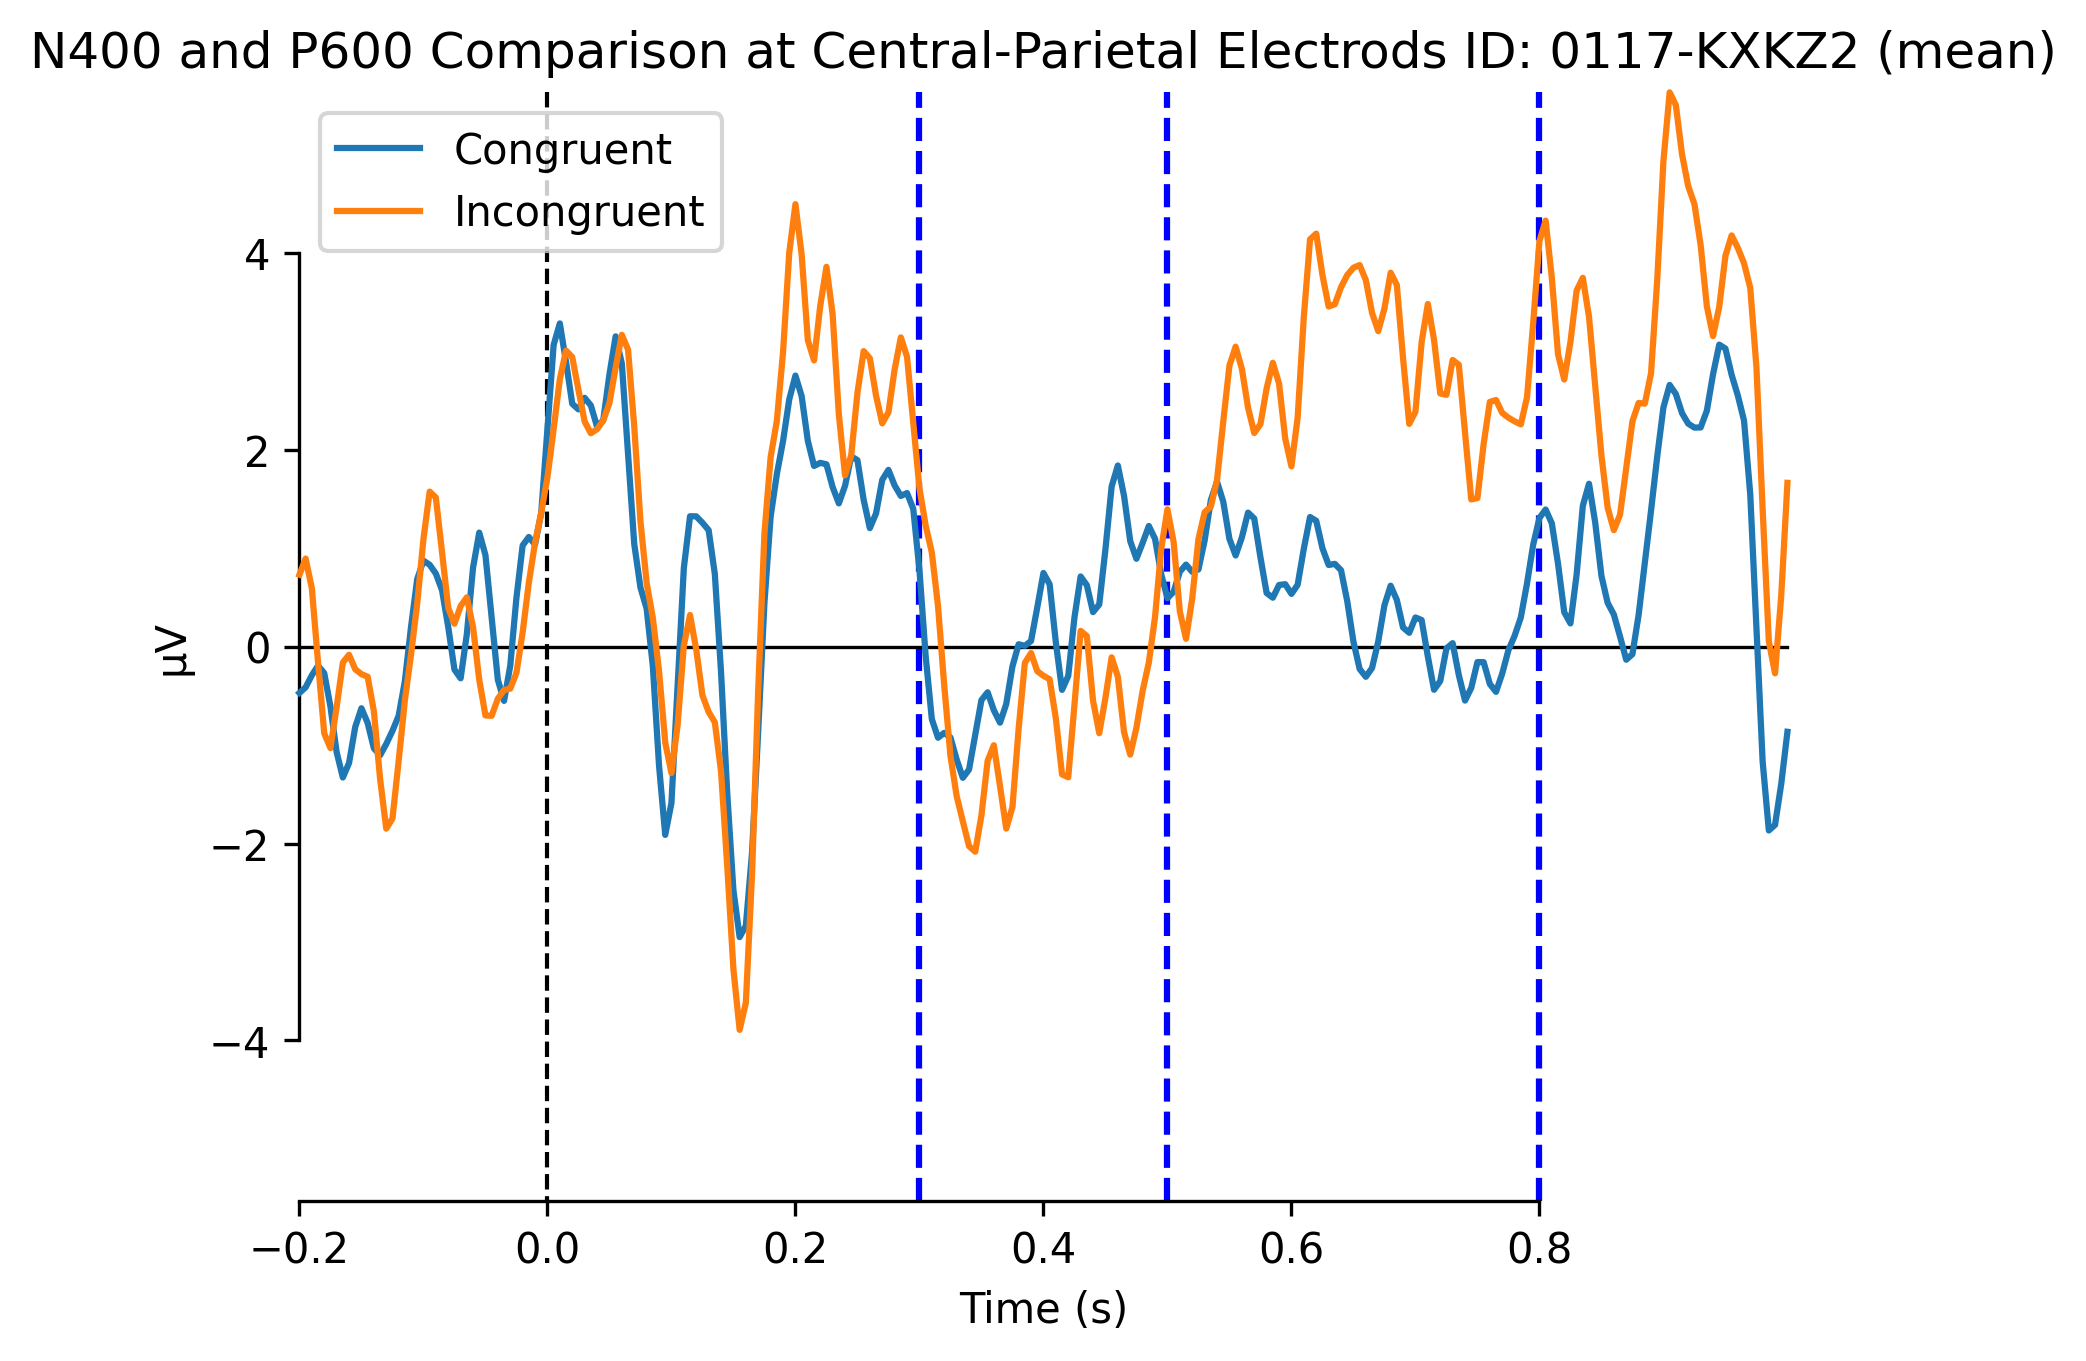 N400 and P600 Comparison at Central-Parietal Electrods ID: 0117-KXKZ2 (mean)
Congruent
Incongruent
4
2
0
−2
−4
µV
−0.2 0.0 0.2 0.4 0.6 0.8
Time (s)